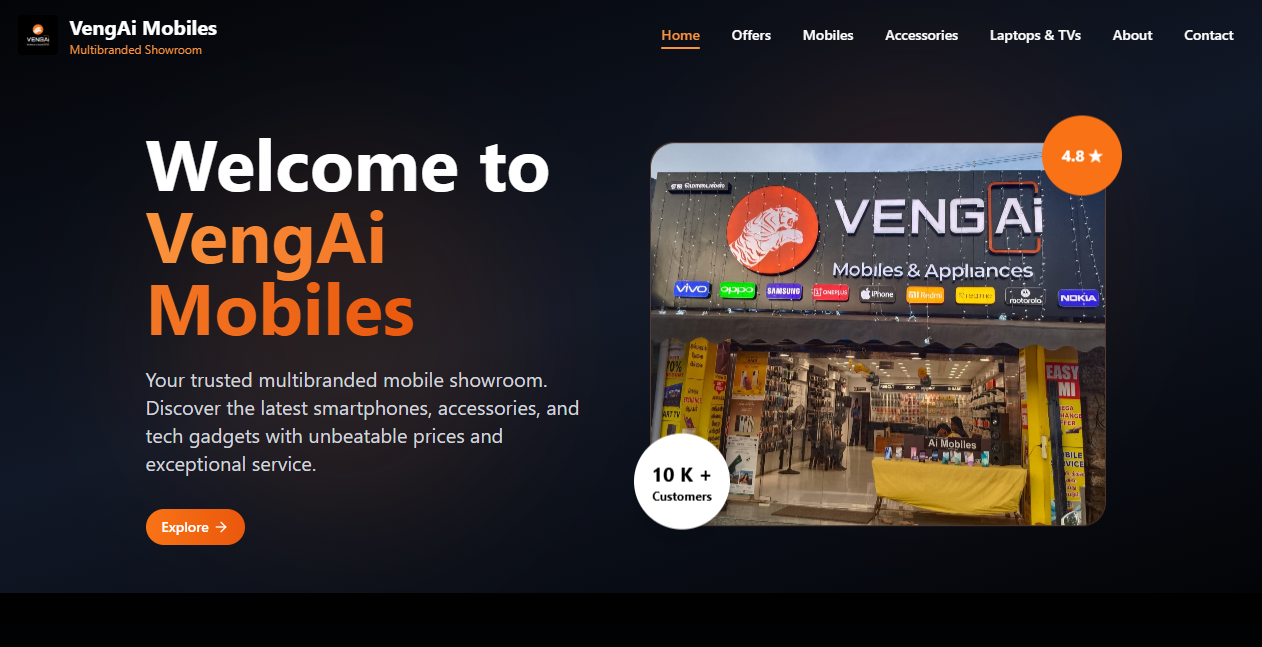 VENGAi
VengAi Mobiles
Multibranded Showroom
Home
Offers
Mobiles
Accessories
Laptops & TVs
About
Contact
Welcome to
VengAi
Mobiles
Your trusted multibranded mobile showroom.
Discover the latest smartphones, accessories, and
tech gadgets with unbeatable prices and
exceptional service.
Explore →
4.8 ★
VENGAi
Mobiles & Appliances
vivo
oppo
SAMSUNG
ONEPLUS
iPhone
Redmi
realme
motorola
NOKIA
70%
EASY
Ai Mobiles
10 K +
Customers